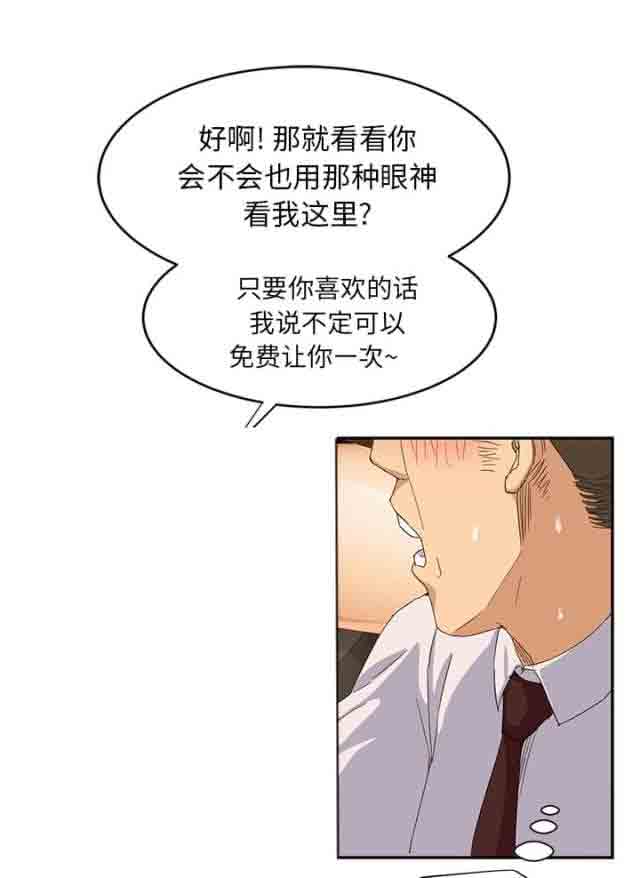 好啊! 那就看看你
会不会也用那种眼神
看我这里?
只要你喜欢的话
我说不定可以
免费让你一次~